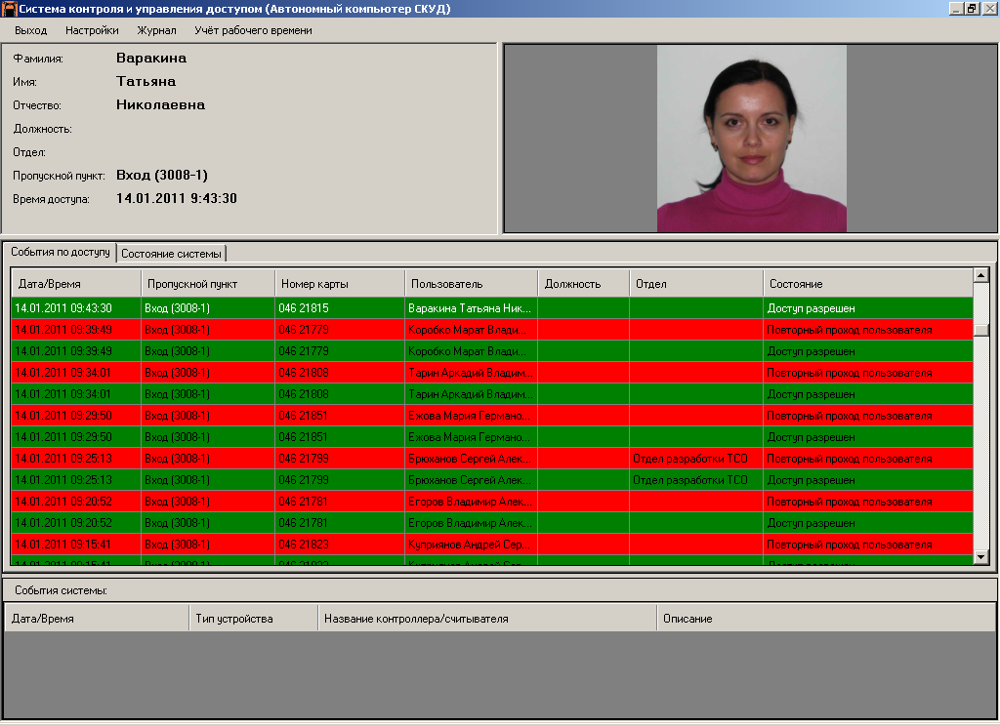 Система контроля и управления доступом (Автономный компьютер СКУД)
Выход Настройки Журнал Учёт рабочего времени
Фамилия: Варакина
Имя: Татьяна
Отчество: Николаевна
Должность:
Отдел:
Пропускной пункт: Вход (3008-1)
Время доступа: 14.01.2011 9:43:30
События по доступу Состояние системы
Дата/Время Пропускной пункт Номер карты Пользователь Должность Отдел Состояние
14.01.2011 09:43:30 Вход (3008-1) 046 21815 Варакина Татьяна Ник... Доступ разрешен
14.01.2011 09:39:49 Вход (3008-1) 046 21779 Коробко Марат Влади... Повторный проход пользователя
14.01.2011 09:39:49 Вход (3008-1) 046 21779 Коробко Марат Влади... Доступ разрешен
14.01.2011 09:34:01 Вход (3008-1) 046 21808 Тарин Аркадий Владим... Повторный проход пользователя
14.01.2011 09:34:01 Вход (3008-1) 046 21808 Тарин Аркадий Владим... Доступ разрешен
14.01.2011 09:29:50 Вход (3008-1) 046 21851 Ежова Мария Германо... Повторный проход пользователя
14.01.2011 09:29:50 Вход (3008-1) 046 21851 Ежова Мария Германо... Доступ разрешен
14.01.2011 09:25:13 Вход (3008-1) 046 21799 Брюханов Сергей Алек... Отдел разработки ТСО Повторный проход пользователя
14.01.2011 09:25:13 Вход (3008-1) 046 21799 Брюханов Сергей Алек... Отдел разработки ТСО Доступ разрешен
14.01.2011 09:20:52 Вход (3008-1) 046 21781 Егоров Владимир Алек... Повторный проход пользователя
14.01.2011 09:20:52 Вход (3008-1) 046 21781 Егоров Владимир Алек... Доступ разрешен
14.01.2011 09:15:41 Вход (3008-1) 046 21823 Куприянов Андрей Сер... Повторный проход пользователя
События системы:
Дата/Время Тип устройства Название контроллера/считывателя Описание